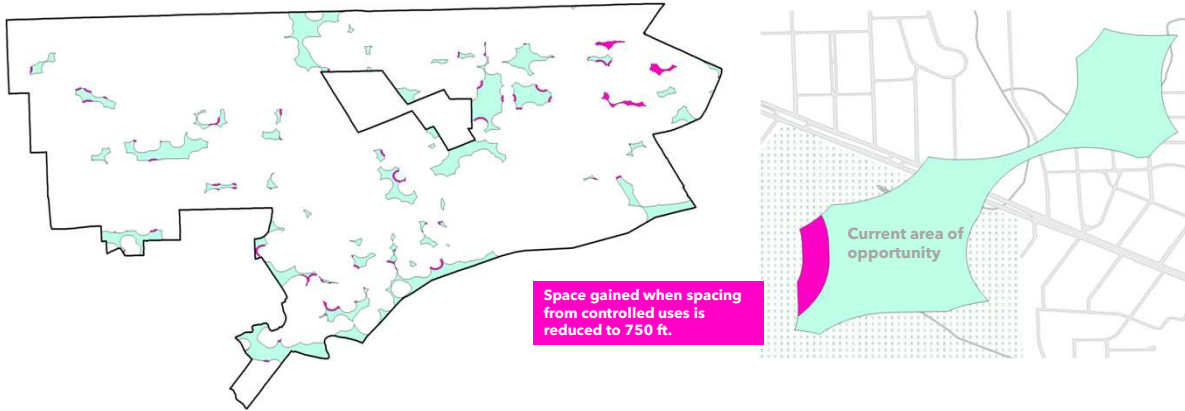 Current area of
opportunity
Space gained when spacing
from controlled uses is
reduced to 750 ft.